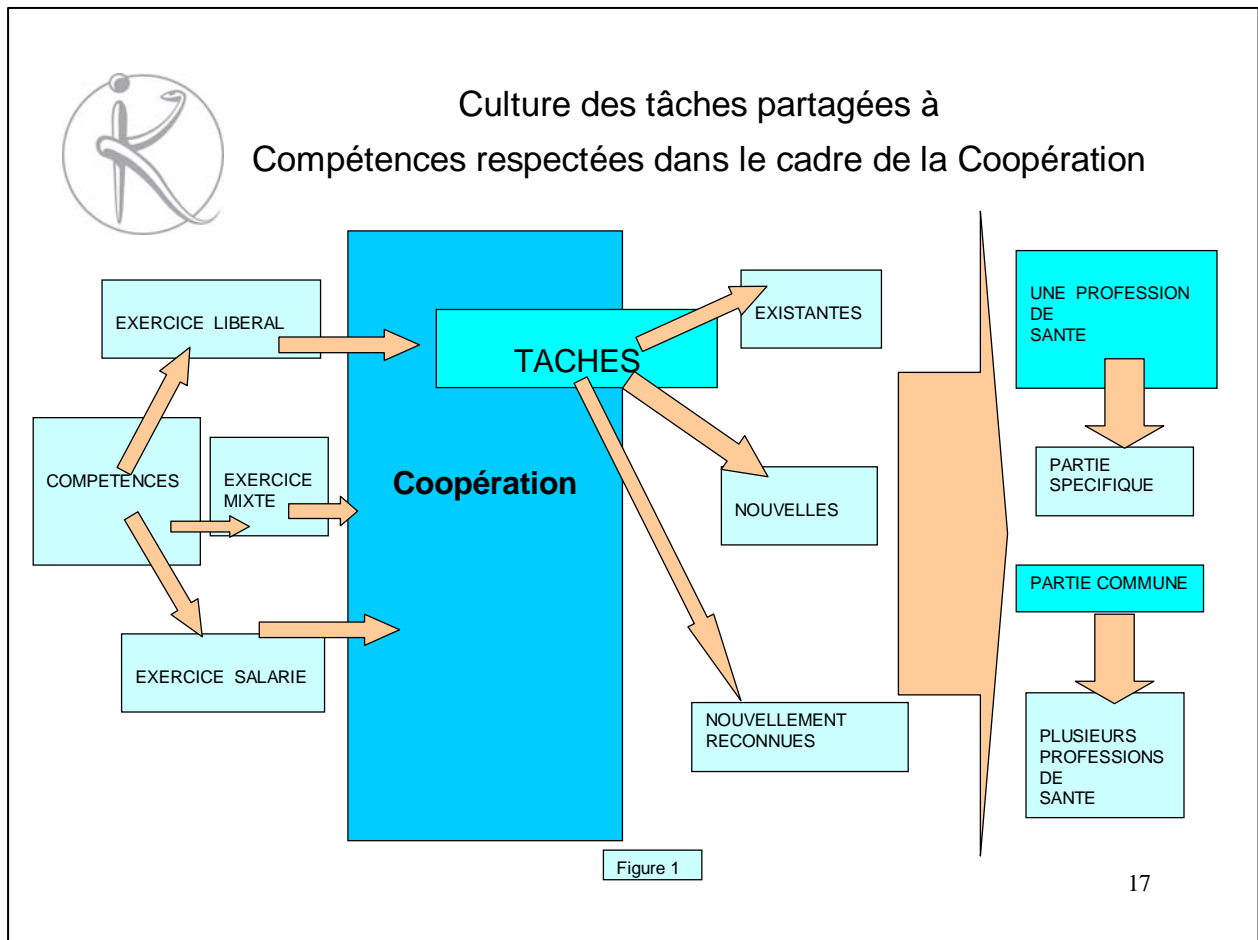 Culture des tâches partagées à
Compétences respectées dans le cadre de la Coopération
EXERCICE LIBERAL
COMPETENCES
EXERCICE
MIXTE
EXERCICE SALARIE
Coopération
TACHES
EXISTANTES
NOUVELLES
NOUVELLEMENT
RECONNUES
UNE PROFESSION
DE
SANTE
PARTIE
SPECIFIQUE
PARTIE COMMUNE
PLUSIEURS
PROFESSIONS
DE
SANTE
Figure 1
17